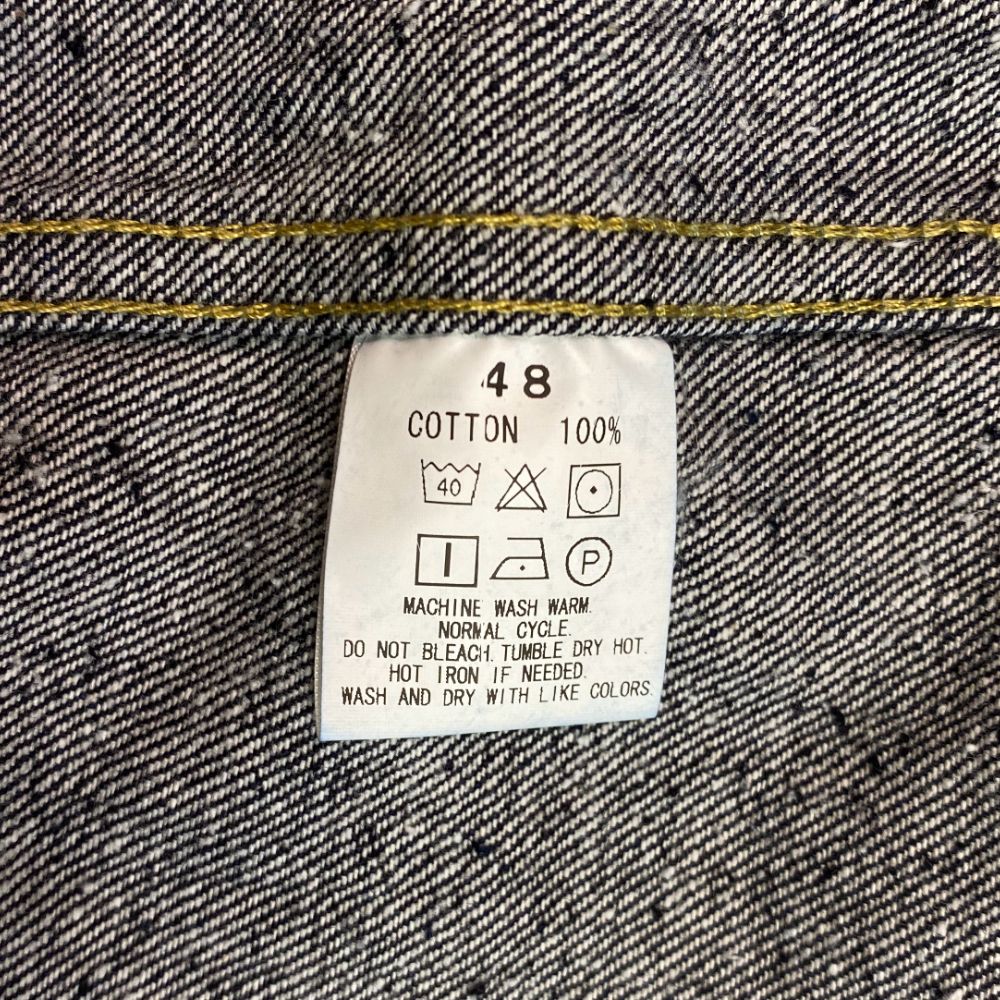 48
COTTON 100%
40
P
MACHINE WASH WARM.
NORMAL CYCLE.
DO NOT BLEACH. TUMBLE DRY HOT.
HOT IRON IF NEEDED.
WASH AND DRY WITH LIKE COLORS.